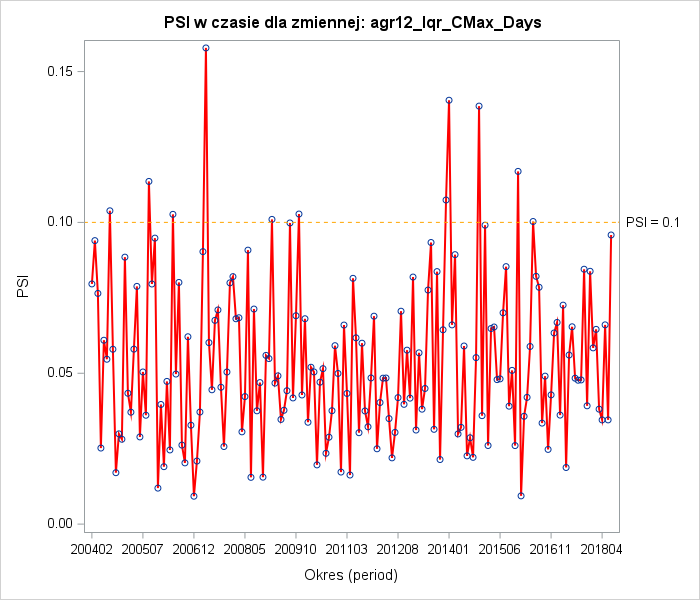 PSI w czasie dla zmiennej: agr12_Iqr_CMax_Days
0.15
0.10
0.05
0.00
PSI
PSI = 0.1
200402 200507 200612 200805 200910 201103 201208 201401 201506 201611 201804
Okres (period)